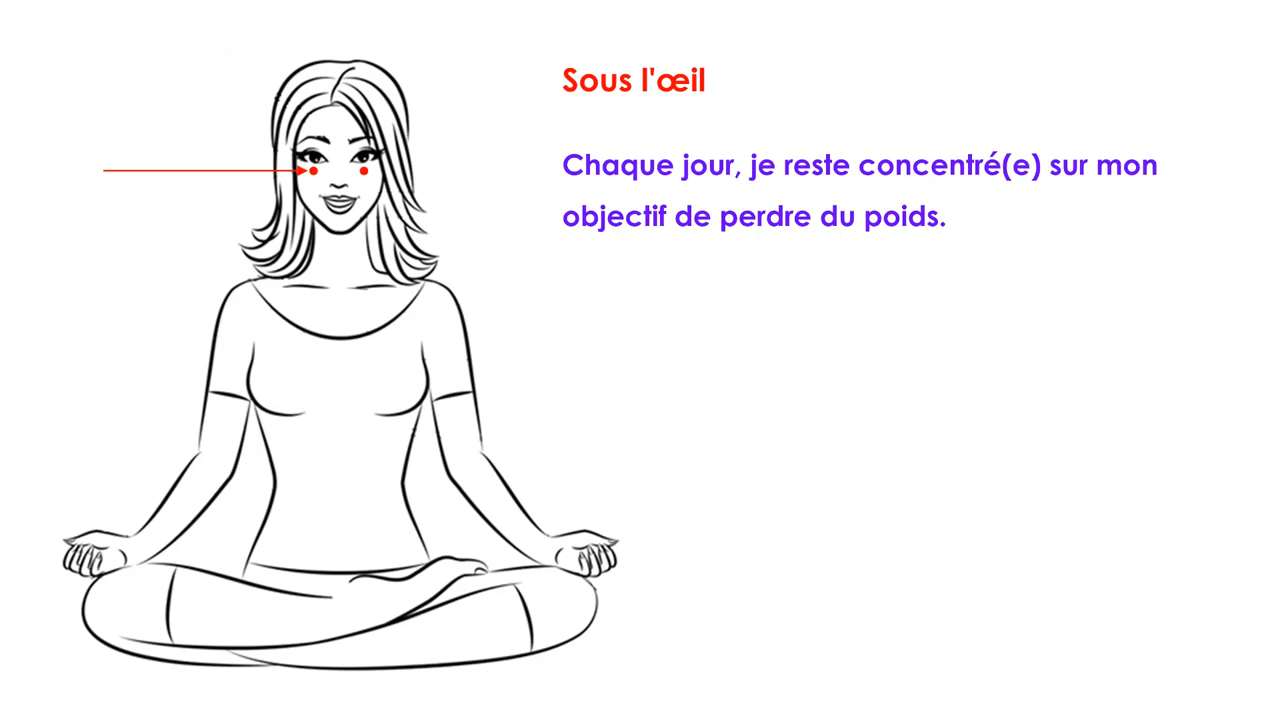 Sous l'œil
Chaque jour, je reste concentré(e) sur mon
objectif de perdre du poids.